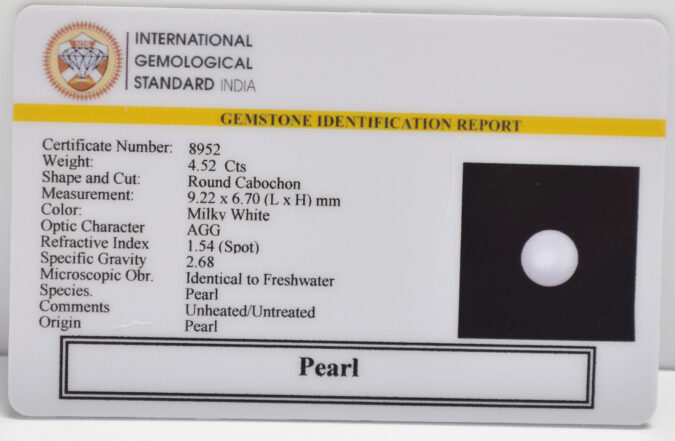 IGS
INTERNATIONAL
GEMOLOGICAL
STANDARD INDIA
GEMSTONE IDENTIFICATION REPORT
Certificate Number: 8952
Weight: 4.52 Cts
Shape and Cut: Round Cabochon
Measurement: 9.22 x 6.70 (L x H) mm
Color: Milky White
Optic Character AGG
Refractive Index 1.54 (Spot)
Specific Gravity 2.68
Microscopic Obr. Identical to Freshwater
Species. Pearl
Comments Unheated/Untreated
Origin Pearl
Pearl